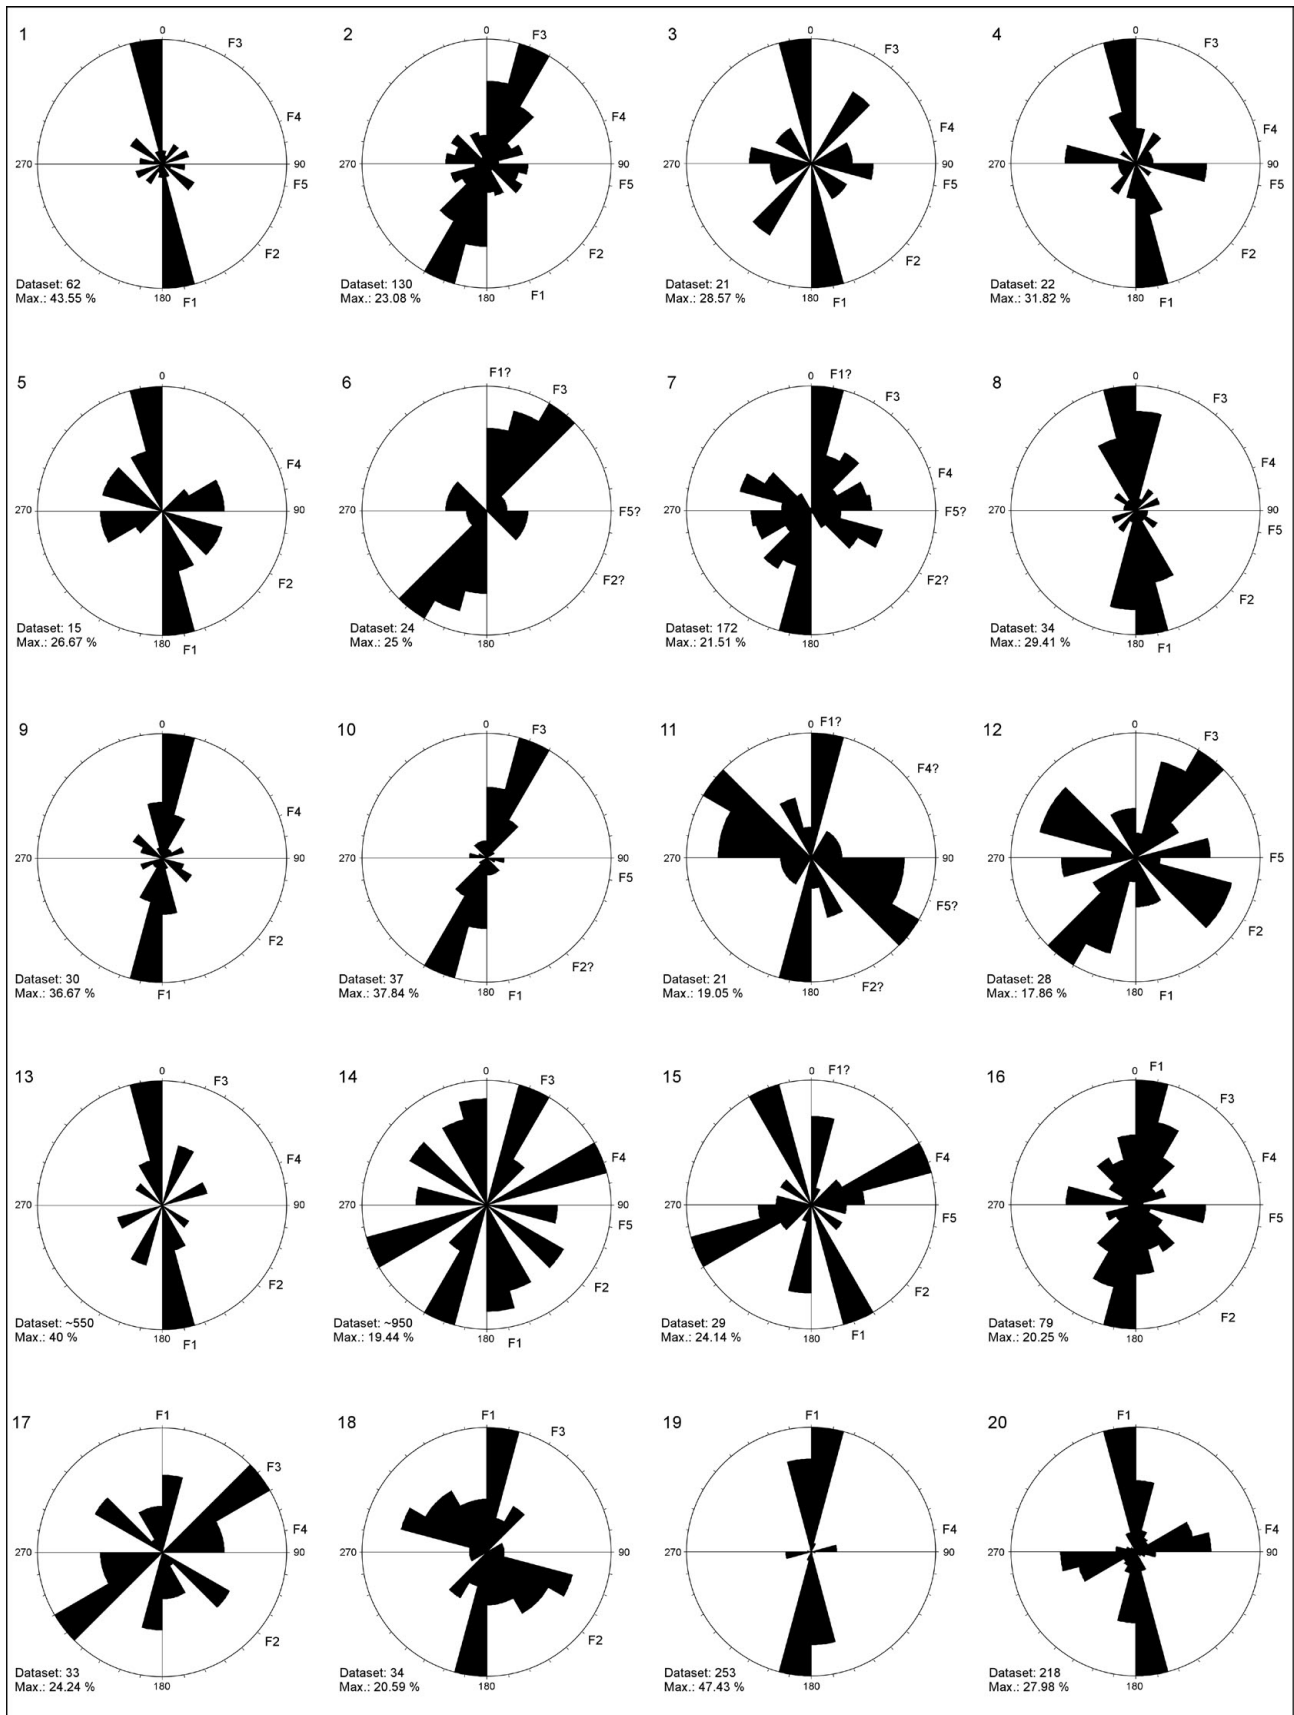 1
0
F3
F4
270
90
F5
F2
Dataset: 62
Max.: 43.55 %
180
F1
2
0
F3
F4
270
90
F5
F2
Dataset: 130
Max.: 23.08 %
180
F1
3
0
F3
F4
270
90
F5
F2
Dataset: 21
Max.: 28.57 %
180
F1
4
0
F3
F4
270
90
F5
F2
Dataset: 22
Max.: 31.82 %
180
F1
5
0
F4
270
90
F2
Dataset: 15
Max.: 26.67 %
180
F1
6
F1?
F3
270
F5?
F2?
Dataset: 24
Max.: 25 %
180
7
0
F1?
F3
F4
270
F5?
F2?
Dataset: 172
Max.: 21.51 %
180
8
0
F3
F4
270
90
F5
F2
Dataset: 34
Max.: 29.41 %
180
F1
9
0
F4
270
90
F2
Dataset: 30
Max.: 36.67 %
F1
10
0
F3
270
90
F5
F2?
Dataset: 37
Max.: 37.84 %
180
F1
11
0
F1?
F4?
270
90
F5?
F2?
Dataset: 21
Max.: 19.05 %
180
12
0
F3
270
F5
F2
Dataset: 28
Max.: 17.86 %
180
F1
13
0
F3
F4
270
90
F2
Dataset: ~550
Max.: 40 %
180
F1
14
0
F3
F4
270
90
F5
F2
Dataset: ~950
Max.: 19.44 %
180
F1
15
0
F1?
F4
270
90
F5
F2
Dataset: 29
Max.: 24.14 %
180
F1
16
0
F1
F3
F4
270
90
F5
F2
Dataset: 79
Max.: 20.25 %
180
17
F1
F3
F4
270
90
F2
Dataset: 33
Max.: 24.24 %
180
18
F1
F3
270
90
F2
Dataset: 34
Max.: 20.59 %
180
19
F1
F4
270
90
Dataset: 253
Max.: 47.43 %
180
20
F1
F4
270
90
Dataset: 218
Max.: 27.98 %
180